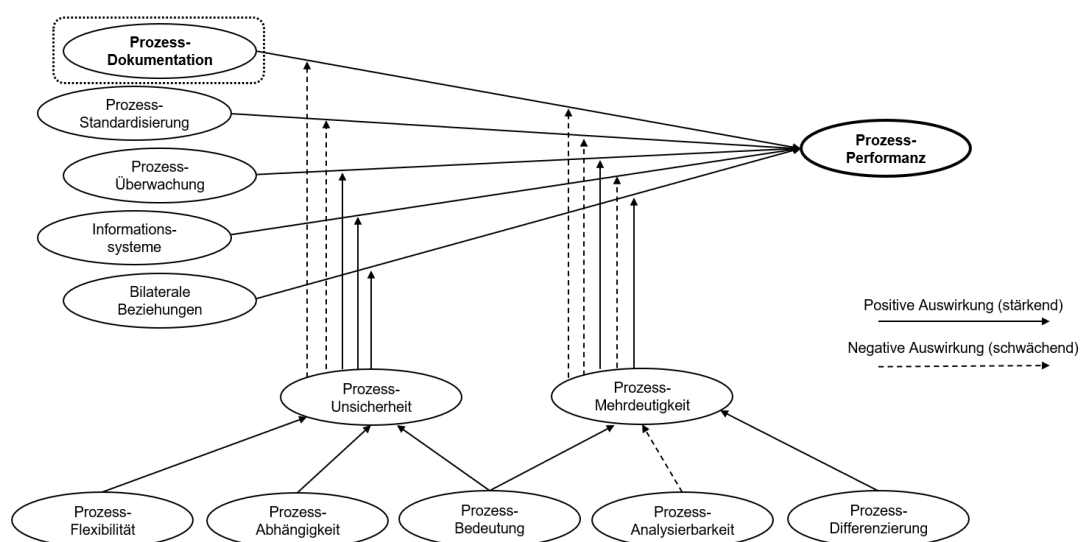 Prozess-
Dokumentation
Prozess-
Standardisierung
Prozess-
Überwachung
Informations-
systeme
Bilaterale
Beziehungen
Prozess-
Performanz
Positive Auswirkung (stärkend)
Negative Auswirkung (schwächend)
Prozess-
Unsicherheit
Prozess-
Mehrdeutigkeit
Prozess-
Flexibilität
Prozess-
Abhängigkeit
Prozess-
Bedeutung
Prozess-
Analysierbarkeit
Prozess-
Differenzierung